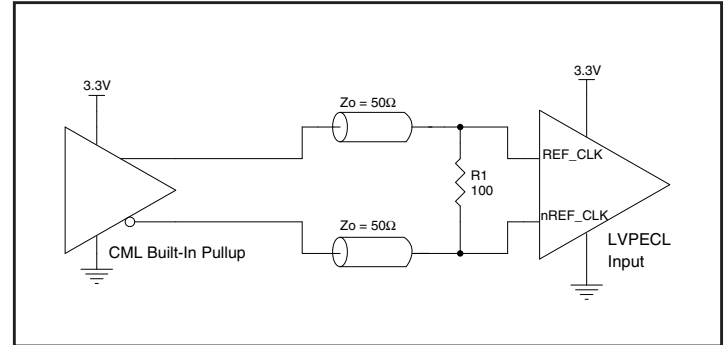 3.3V
3.3V
Zo = 50Ω
REF_CLK
R1
100
nREF_CLK
Zo = 50Ω
CML Built-In Pullup
LVPECL
Input